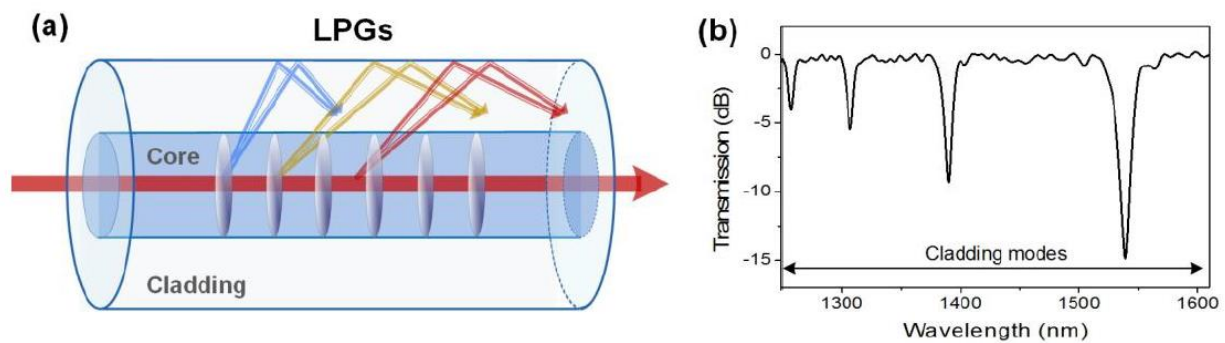 (a)
LPGs
Core
Cladding
(b)
0
-5
-10
-15
Transmission (dB)
Cladding modes
1300
1400
1500
1600
Wavelength (nm)